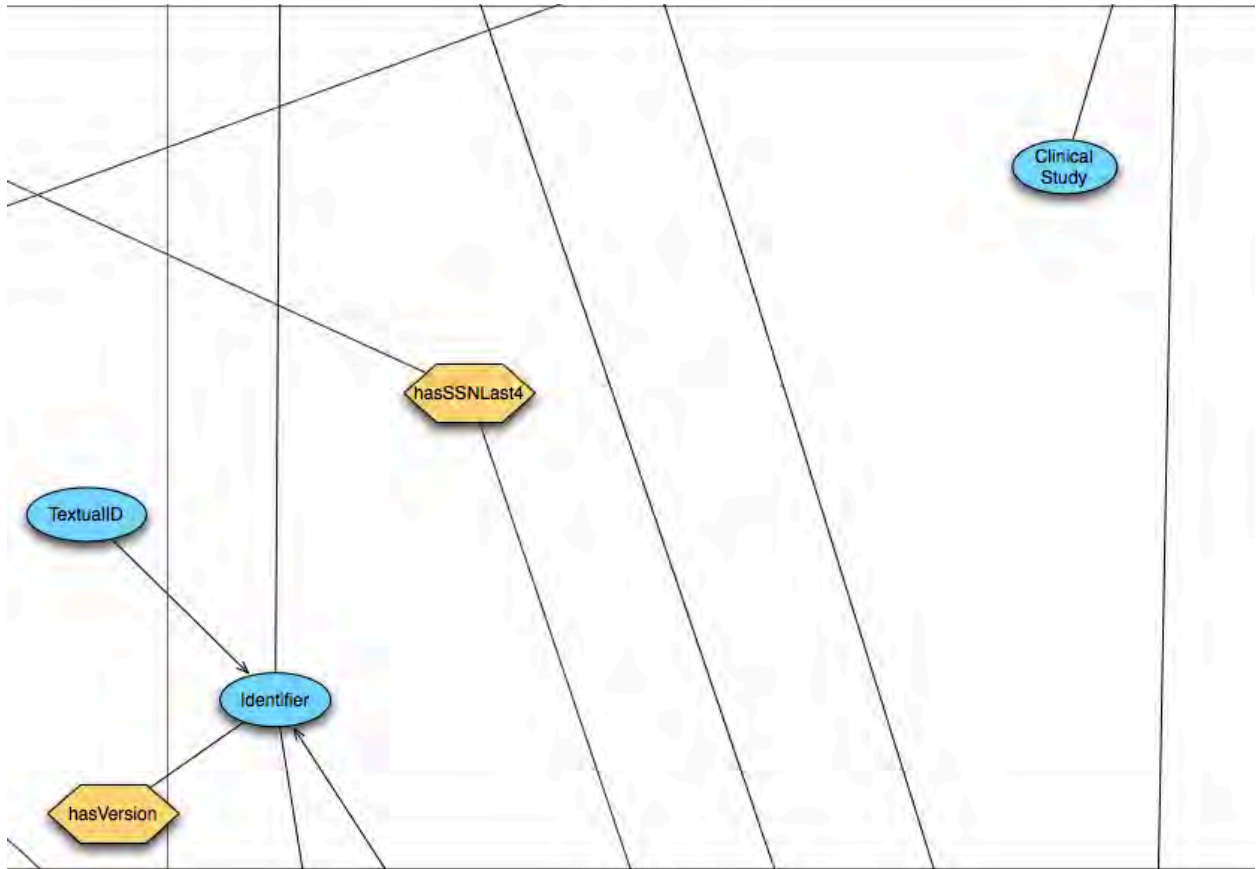 Clinical
Study
hasSSNLast4
TextualID
Identifier
hasVersion